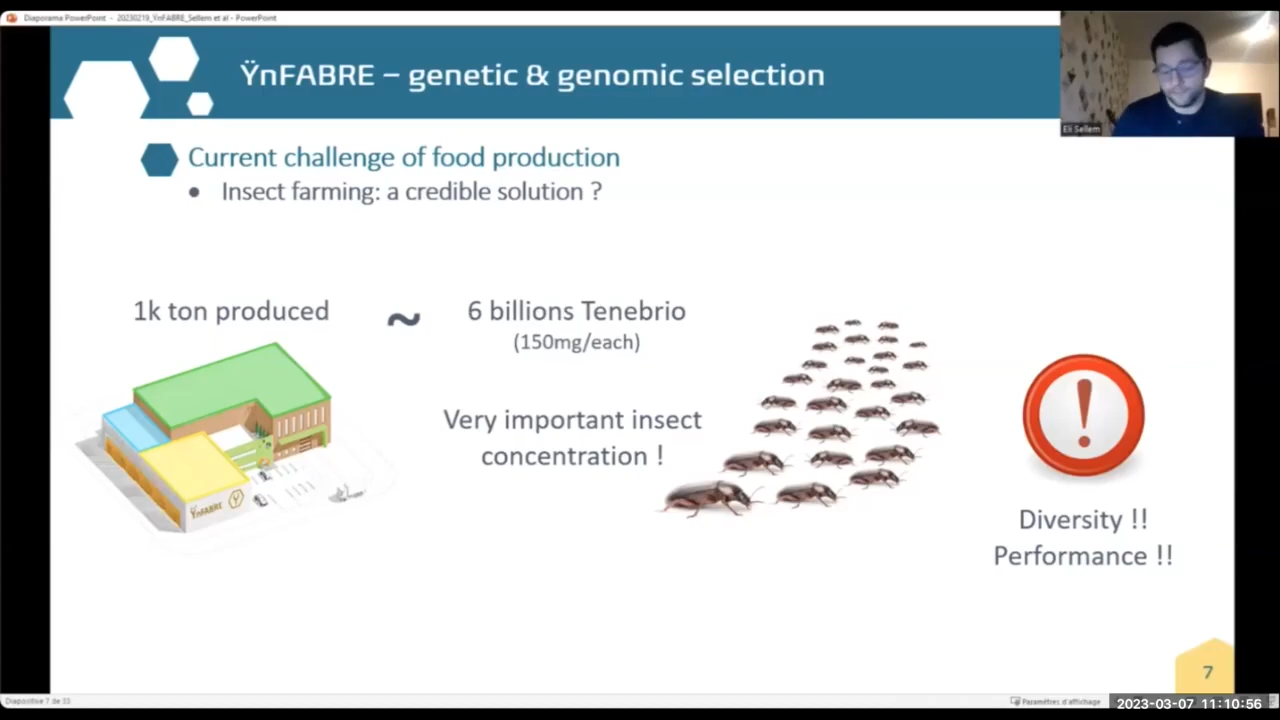 Diaporama PowerPoint - 20230219_YnFABRE_Sellem et al - PowerPoint
ŸnFABRE – genetic & genomic selection
Eli Sellem
Current challenge of food production
• Insect farming: a credible solution ?
1k ton produced
~
6 billions Tenebrio
(150mg/each)
Very important insect
concentration !
ŸnFABRE
Diversity !!
Performance !!
7
Diapositive 7 de 33
Paramètres d'affichage
2023-03-07 11:10:56